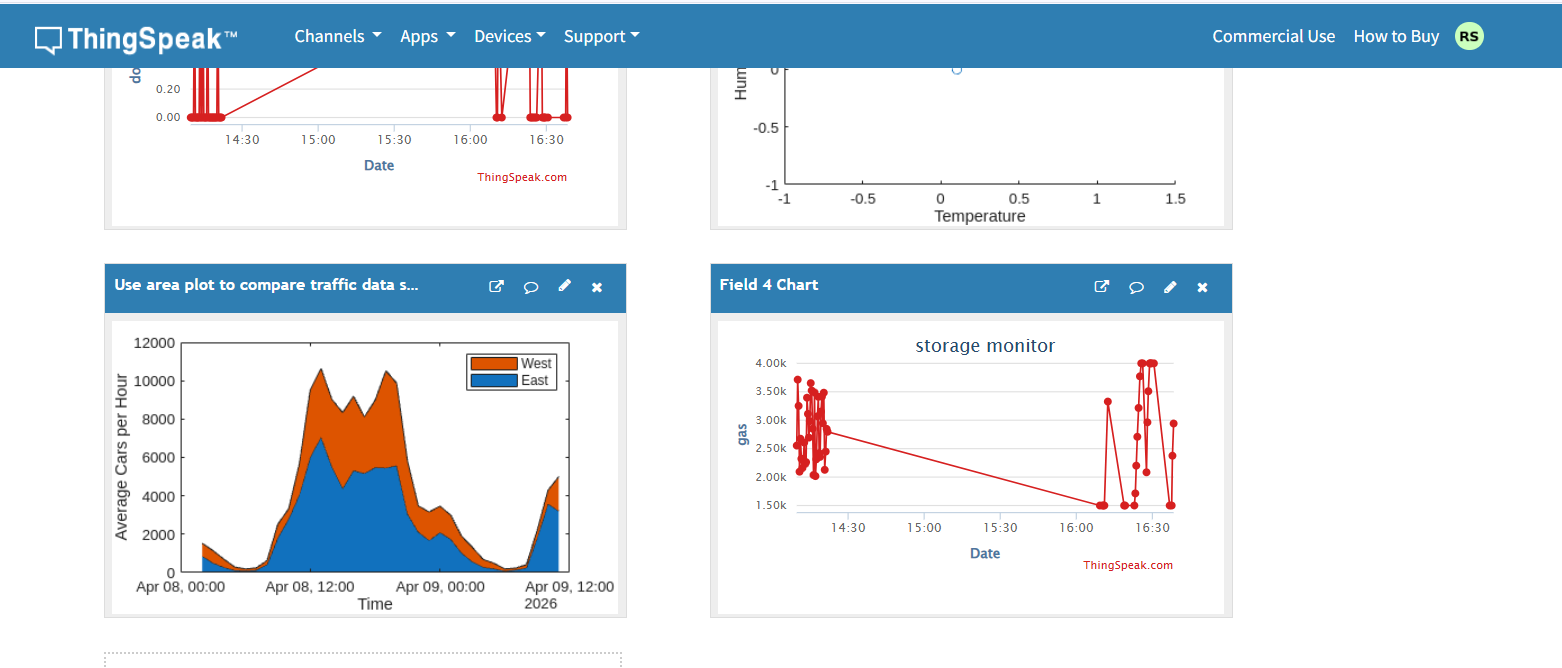 ThingSpeak™ Channels Apps Devices Support Commercial Use How to Buy RS
do
0.20
0.00
14:30 15:00 15:30 16:00 16:30
Date
ThingSpeak.com
Hum
0
-0.5
-1
-1 -0.5 0 0.5 1 1.5
Temperature
Use area plot to compare traffic data s...
12000
10000
8000
6000
4000
2000
0
Average Cars per Hour
West
East
Apr 08, 00:00 Apr 08, 12:00 Apr 09, 00:00 Apr 09, 12:00
Time
2026
Field 4 Chart
storage monitor
4.00k
3.50k
3.00k
2.50k
2.00k
1.50k
gas
14:30 15:00 15:30 16:00 16:30
Date
ThingSpeak.com